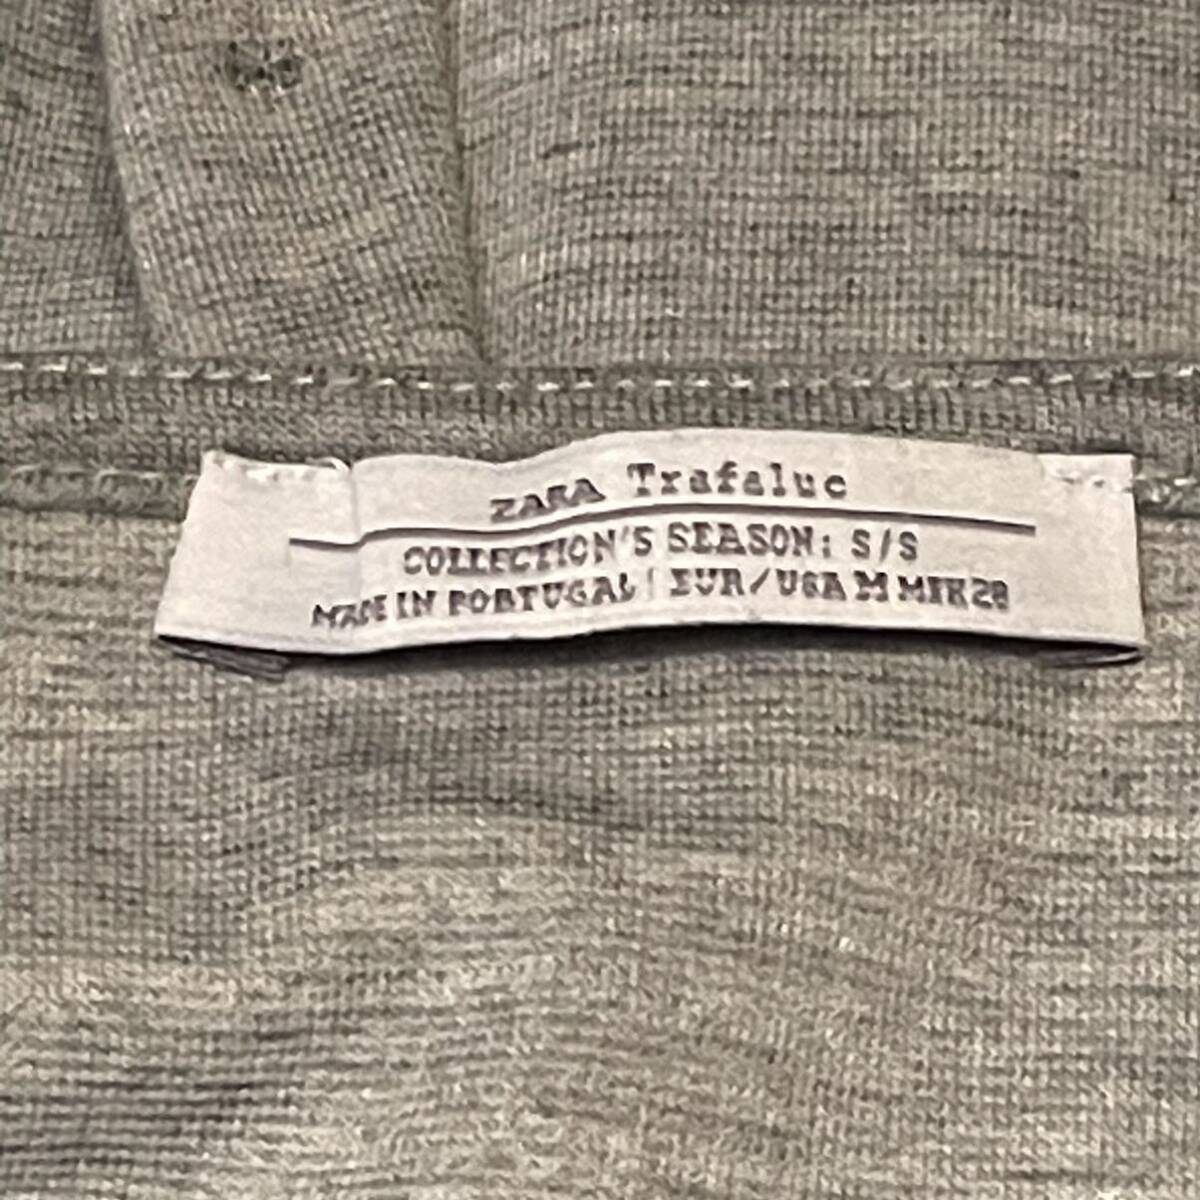 ZARA Trafaluc
COLLECTION'S SEASON: S/S
MADE IN PORTUGAL | EUR/USA M MEX 28